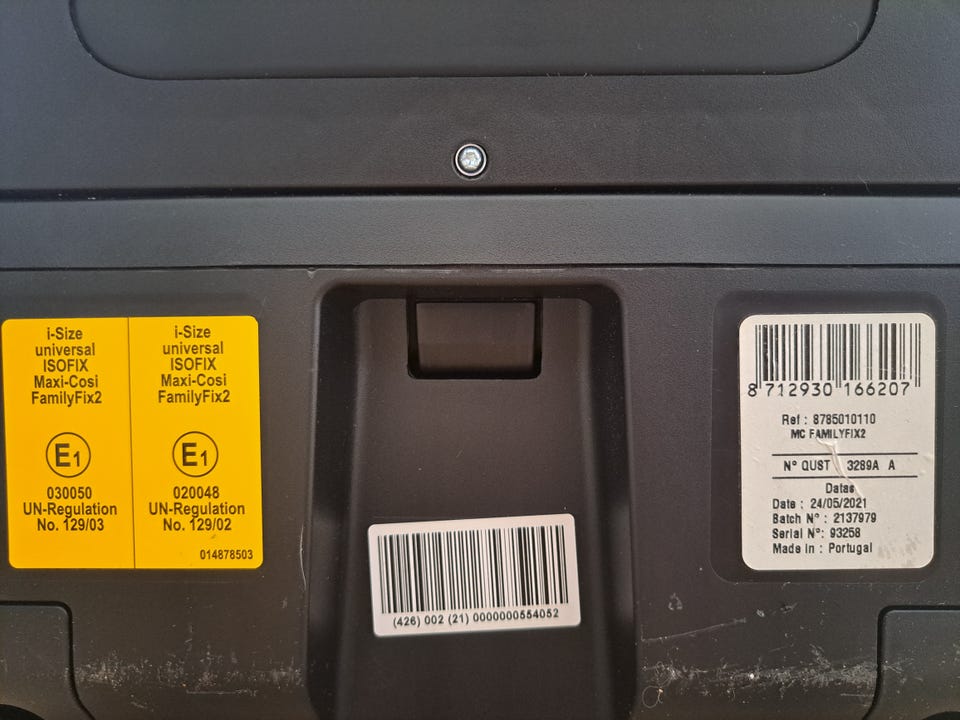 i-Size
universal
ISOFIX
Maxi-Cosi
FamilyFix2
E1
030050
UN-Regulation
No. 129/03
i-Size
universal
ISOFIX
Maxi-Cosi
FamilyFix2
E1
020048
UN-Regulation
No. 129/02
014878503
(426) 002 (21) 0000000554052
8 712930 166207
Ref : 8785010110
MC FAMILYFIX2
N° QUST 3289A A
Datas
Date : 24/05/2021
Batch N° : 2137979
Serial N°: 93258
Made in : Portugal